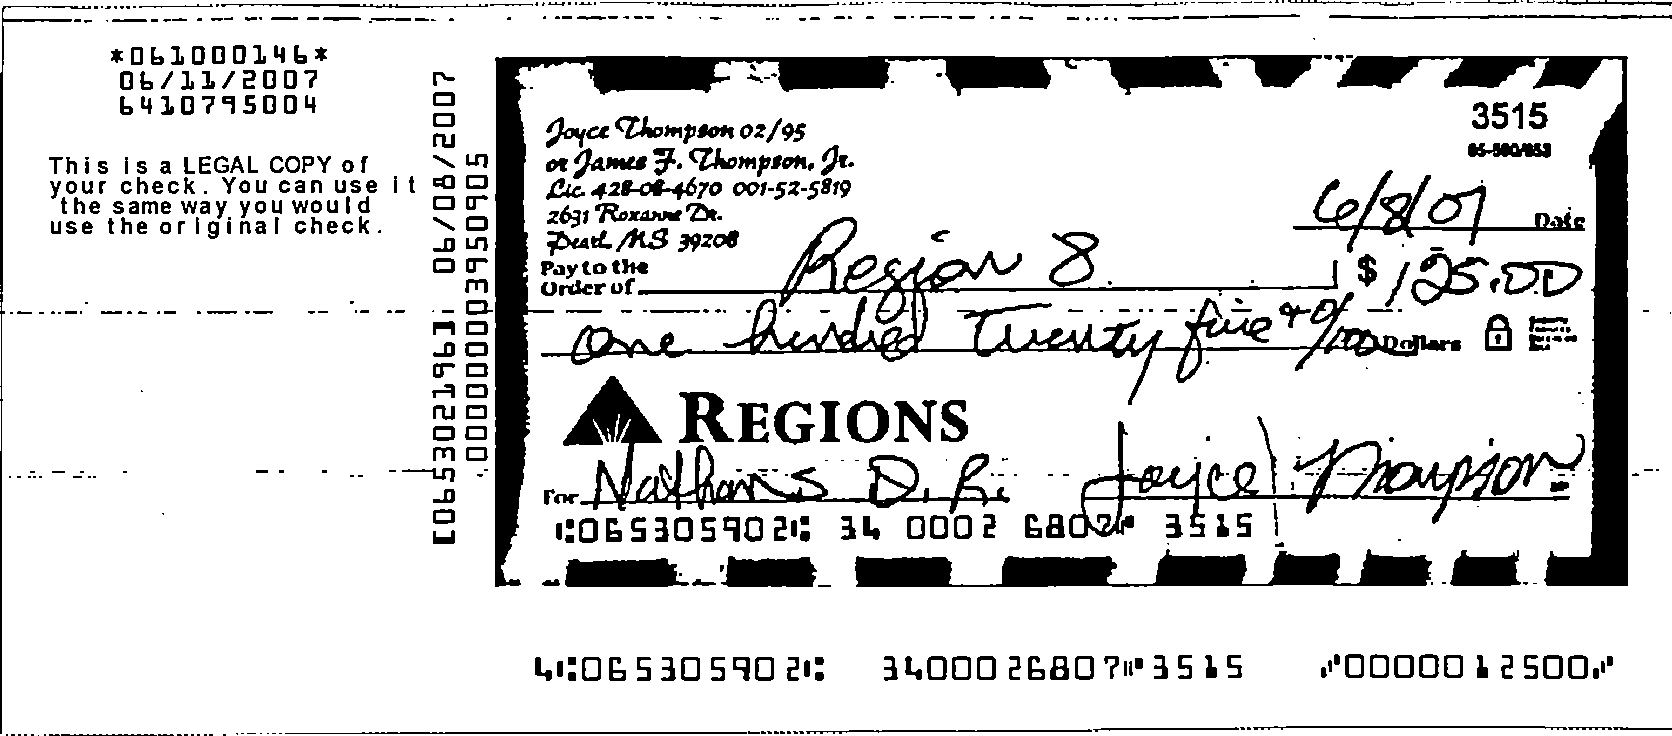 *061000146*
06/11/2007
6410795004
This is a LEGAL COPY of
your check. You can use it
the same way you would
use the original check.
[065302196] 06/08/2007
Joyce Thompson 02/95
or James F. Thompson, Jr.
Lic. 428-08-4670 001-52-5819
2631 Roxanne Dr.
Pearl MS 39208
3515
6/8/07 Date
Pay to the
Order of Region 8 $ 125.00
One hundred Twenty five Dollars
REGIONS
For Nathans D.R. Joyce Thompson
⑆065305902⑆ 34 0002 6807⑈ 3515
4⑆065305902⑆ 3400026807⑈3515 ⑈0000012500⑈